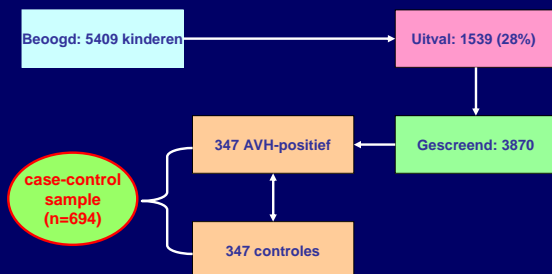 Beoogd: 5409 kinderen
Uitval: 1539 (28%)
Gescreend: 3870
347 AVH-positief
case-control
sample
(n=694)
347 controles